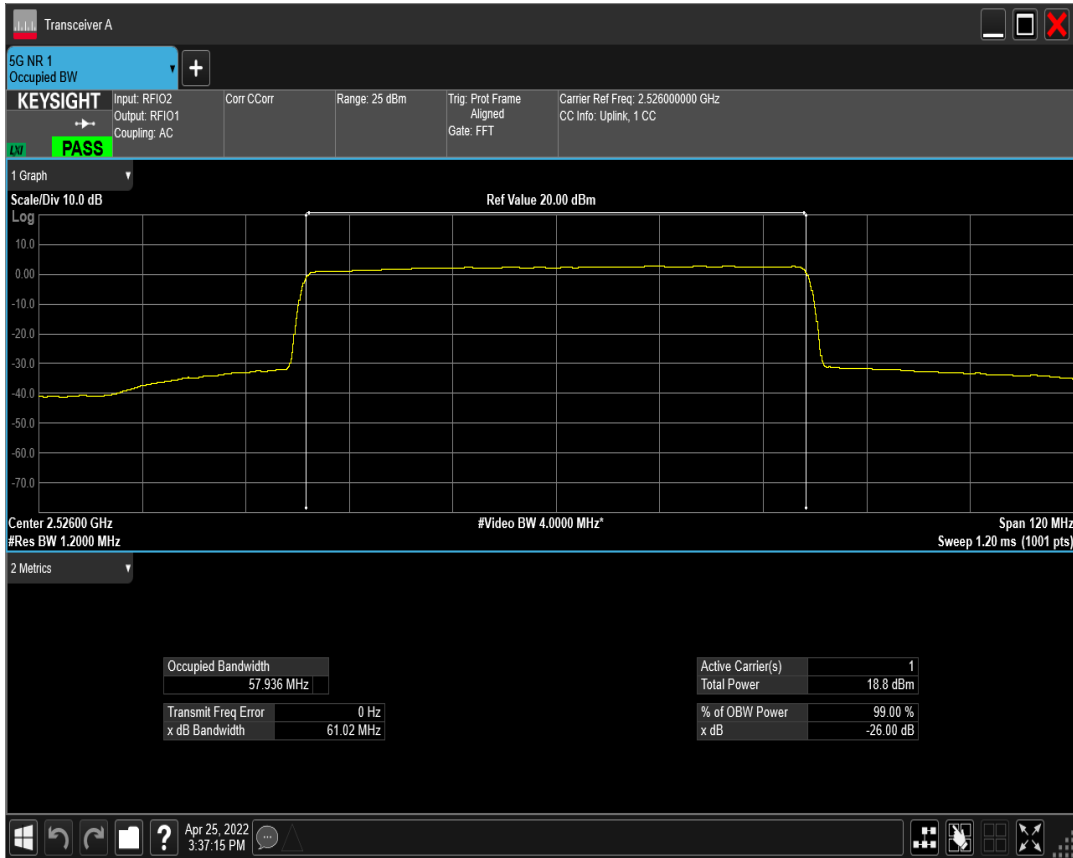 Transceiver A
5G NR 1
Occupied BW
KEYSIGHT
LXI
PASS
Input: RFIO2
Output: RFIO1
Coupling: AC
Corr CCorr
Range: 25 dBm
Trig: Prot Frame
Aligned
Gate: FFT
Carrier Ref Freq: 2.526000000 GHz
CC Info: Uplink, 1 CC
1 Graph
Scale/Div 10.0 dB
Ref Value 20.00 dBm
Log
10.0
0.00
-10.0
-20.0
-30.0
-40.0
-50.0
-60.0
-70.0
Center 2.52600 GHz
#Video BW 4.0000 MHz*
Span 120 MHz
#Res BW 1.2000 MHz
Sweep 1.20 ms (1001 pts)
2 Metrics
Occupied Bandwidth
57.936 MHz
Transmit Freq Error 0 Hz
x dB Bandwidth 61.02 MHz
Active Carrier(s) 1
Total Power 18.8 dBm
% of OBW Power 99.00 %
x dB -26.00 dB
?
Apr 25, 2022
3:37:15 PM